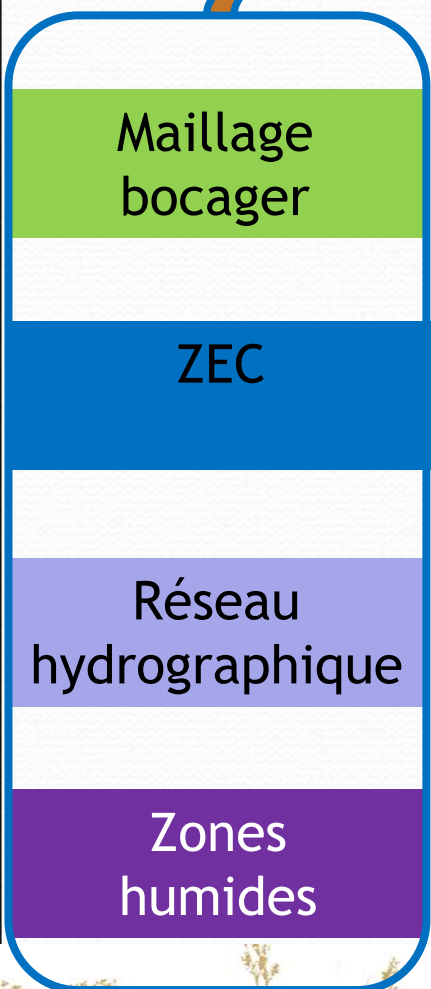 Maillage
bocager
ZEC
Réseau
hydrographique
Zones
humides